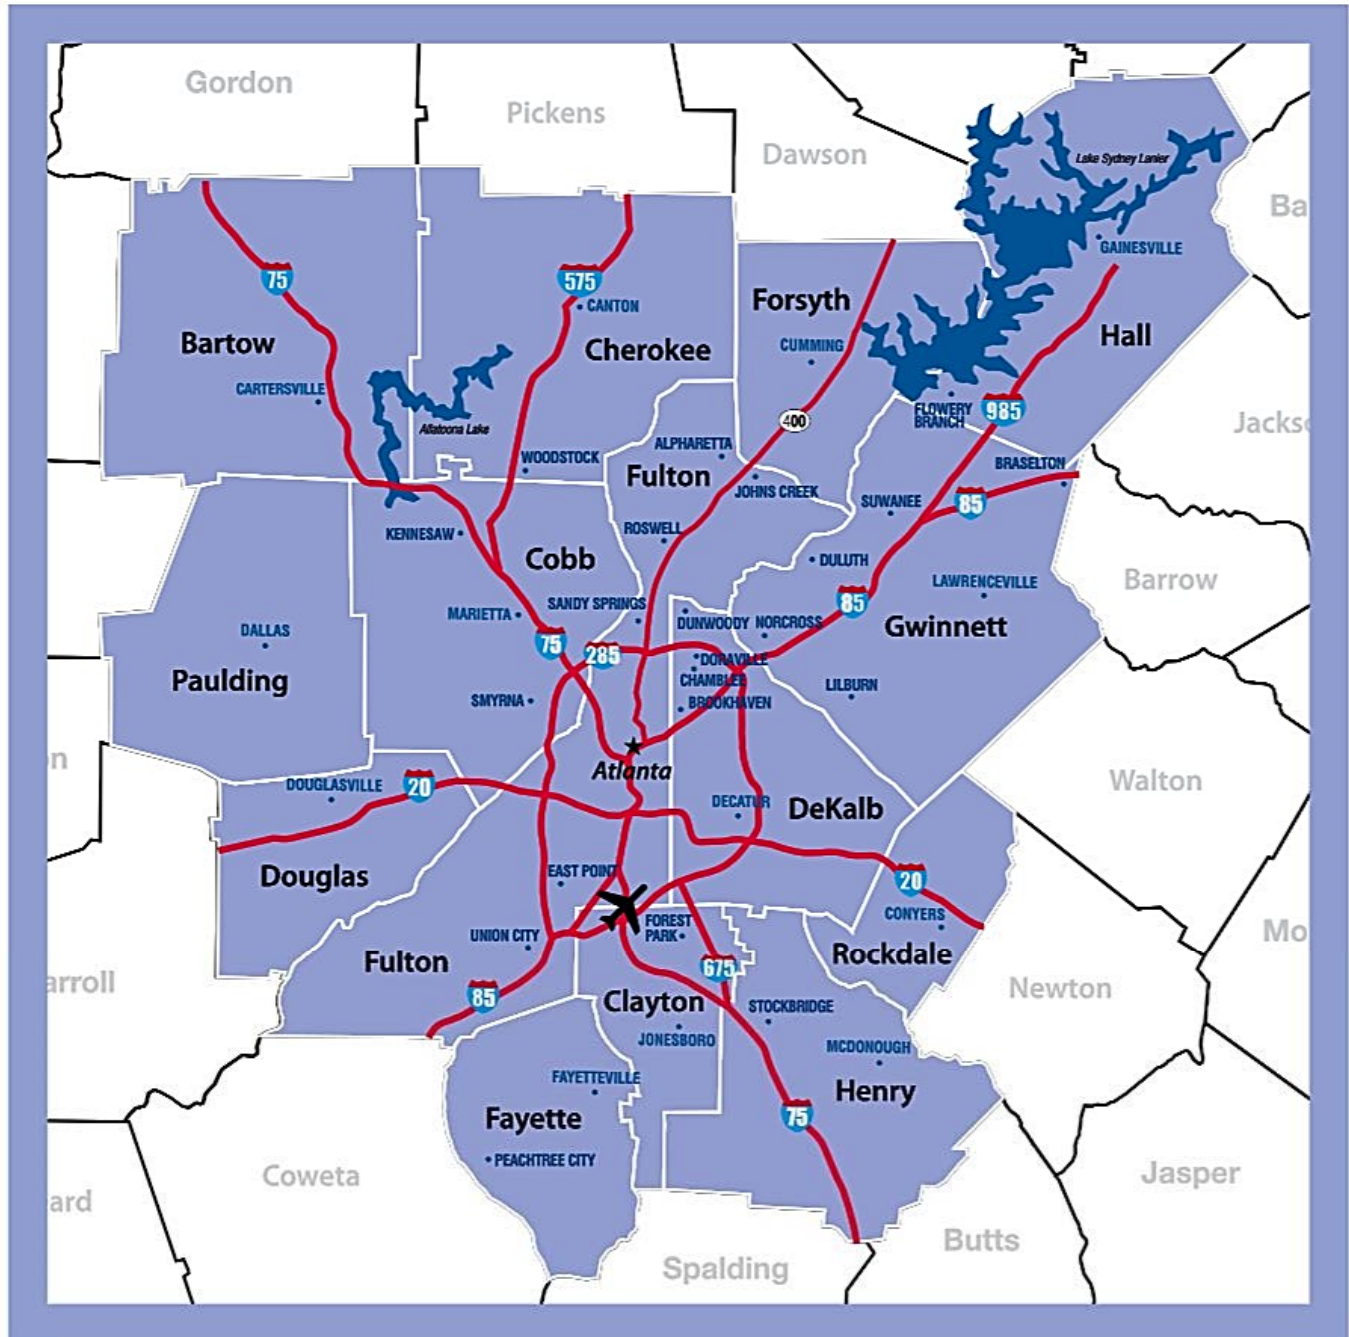 Gordon
Pickens
Dawson
Lake Sydney Lanier
Ba
GAINESVILLE
75
575
CANTON
Forsyth
Bartow
Cherokee
CUMMING
Hall
CARTERSVILLE
Allatoona Lake
400
FLOWERY
BRANCH
985
Jackso
ALPHARETTA
WOODSTOCK
Fulton
BRASELTON
JOHNS CREEK
SUWANEE
85
KENNESAW
ROSWELL
Cobb
DULUTH
LAWRENCEVILLE
Barrow
MARIETTA
SANDY SPRINGS
85
DUNWOODY
NORCROSS
Gwinnett
DALLAS
75
285
DORAVILLE
CHAMBLEE
Paulding
SMYRNA
BROOKHAVEN
LILBURN
n
Atlanta
Walton
DOUGLASVILLE
20
DECATUR
DeKalb
Douglas
EAST POINT
20
CONYERS
UNION CITY
FOREST
PARK
Mo
Fulton
Rockdale
arroll
675
85
Clayton
STOCKBRIDGE
Newton
JONESBORO
MCDONOUGH
FAYETTEVILLE
Henry
Fayette
75
PEACHTREE CITY
Coweta
Jasper
ard
Butts
Spalding